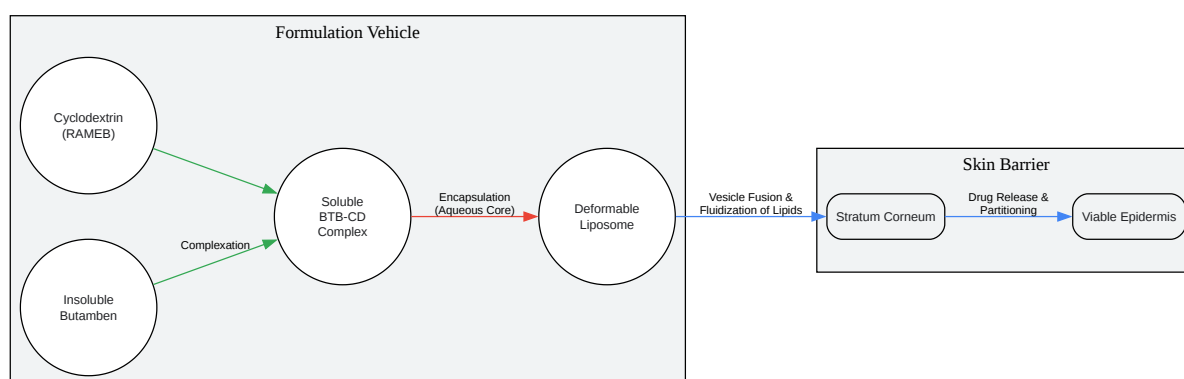 Formulation Vehicle
Cyclodextrin
(RAMEB)
Insoluble
Butamben
Complexation
Soluble
BTB-CD
Complex
Encapsulation
(Aqueous Core)
Deformable
Liposome
Vesicle Fusion &
Fluidization of Lipids
Skin Barrier
Stratum Corneum
Drug Release &
Partitioning
Viable Epidermis